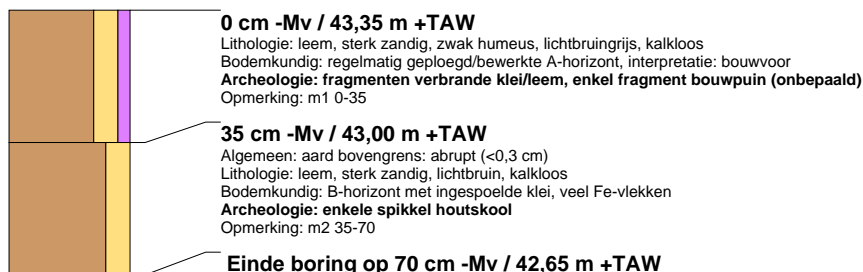 0 cm -Mv / 43,35 m +TAW
Lithologie: leem, sterk zandig, zwak humeus, lichtbruingrijs, kalkloos
Bodemkundig: regelmatig geploegd/bewerkte A-horizont, interpretatie: bouwvoor
Archeologie: fragmenten verbrande klei/leem, enkel fragment bouwpuin (onbepaald)
Opmerking: m1 0-35
35 cm -Mv / 43,00 m +TAW
Algemeen: aard bovengrens: abrupt (<0,3 cm)
Lithologie: leem, sterk zandig, lichtbruin, kalkloos
Bodemkundig: B-horizont met ingespoelde klei, veel Fe-vlekken
Archeologie: enkele spikkel houtskool
Opmerking: m2 35-70
Einde boring op 70 cm -Mv / 42,65 m +TAW